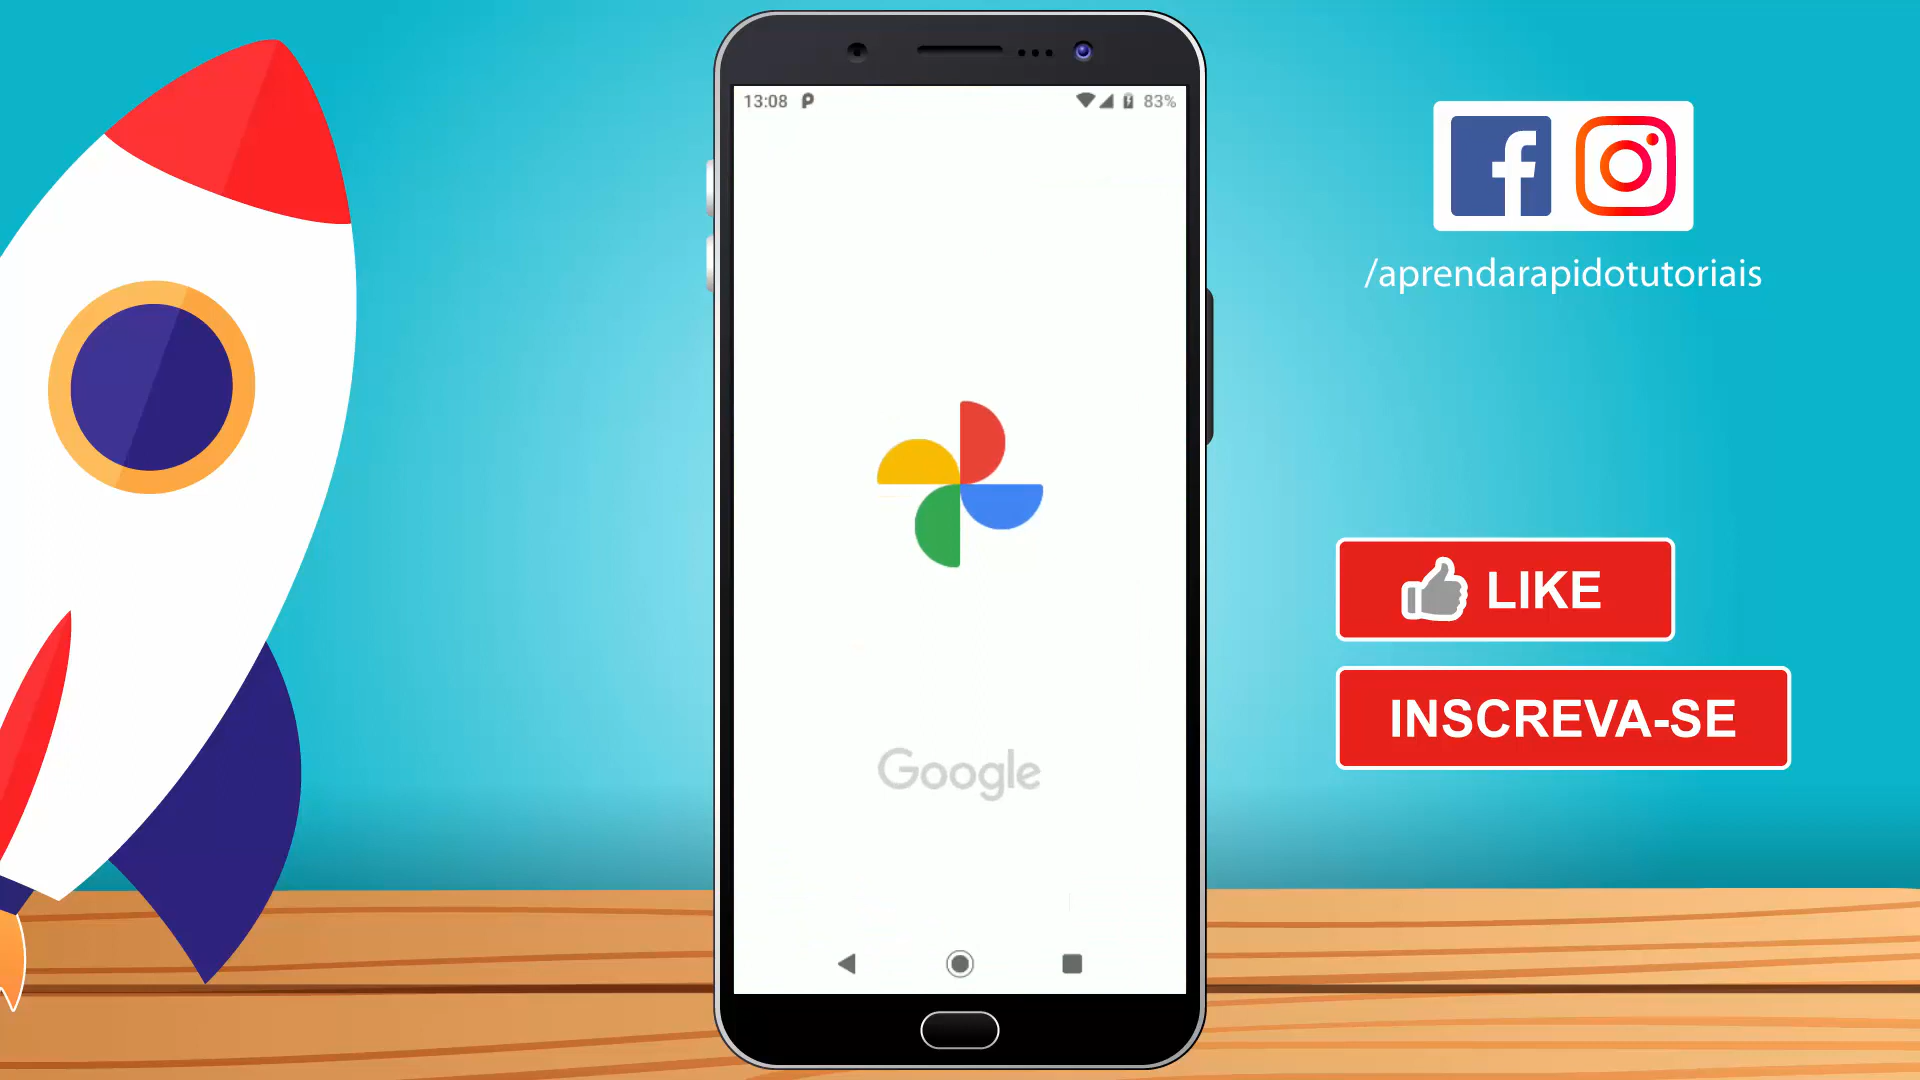 13:08 83%
/aprendarapidotutoriais
LIKE
INSCREVA-SE
Google